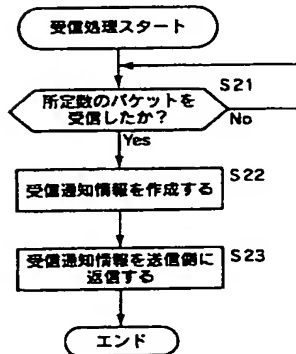 受信処理スタート
S21
所定数のパケットを
受信したか?
No
Yes
S22
受信通知情報を作成する
S23
受信通知情報を送信側に
返信する
エンド